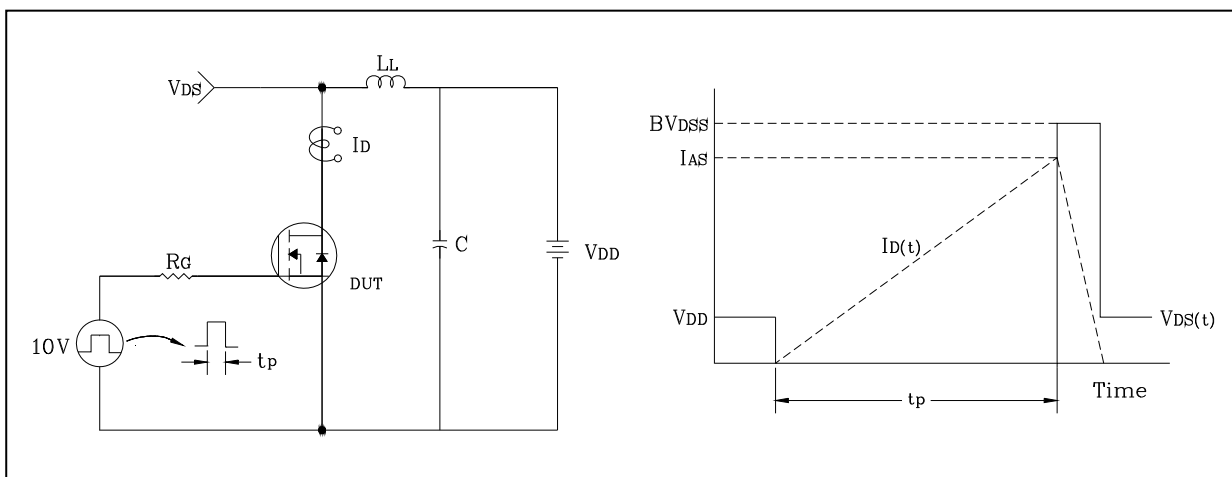 VDS
LL
ID
RG
DUT
C
VDD
10V
tp
BVDSS
IAS
ID(t)
VDD
VDS(t)
Time
tp